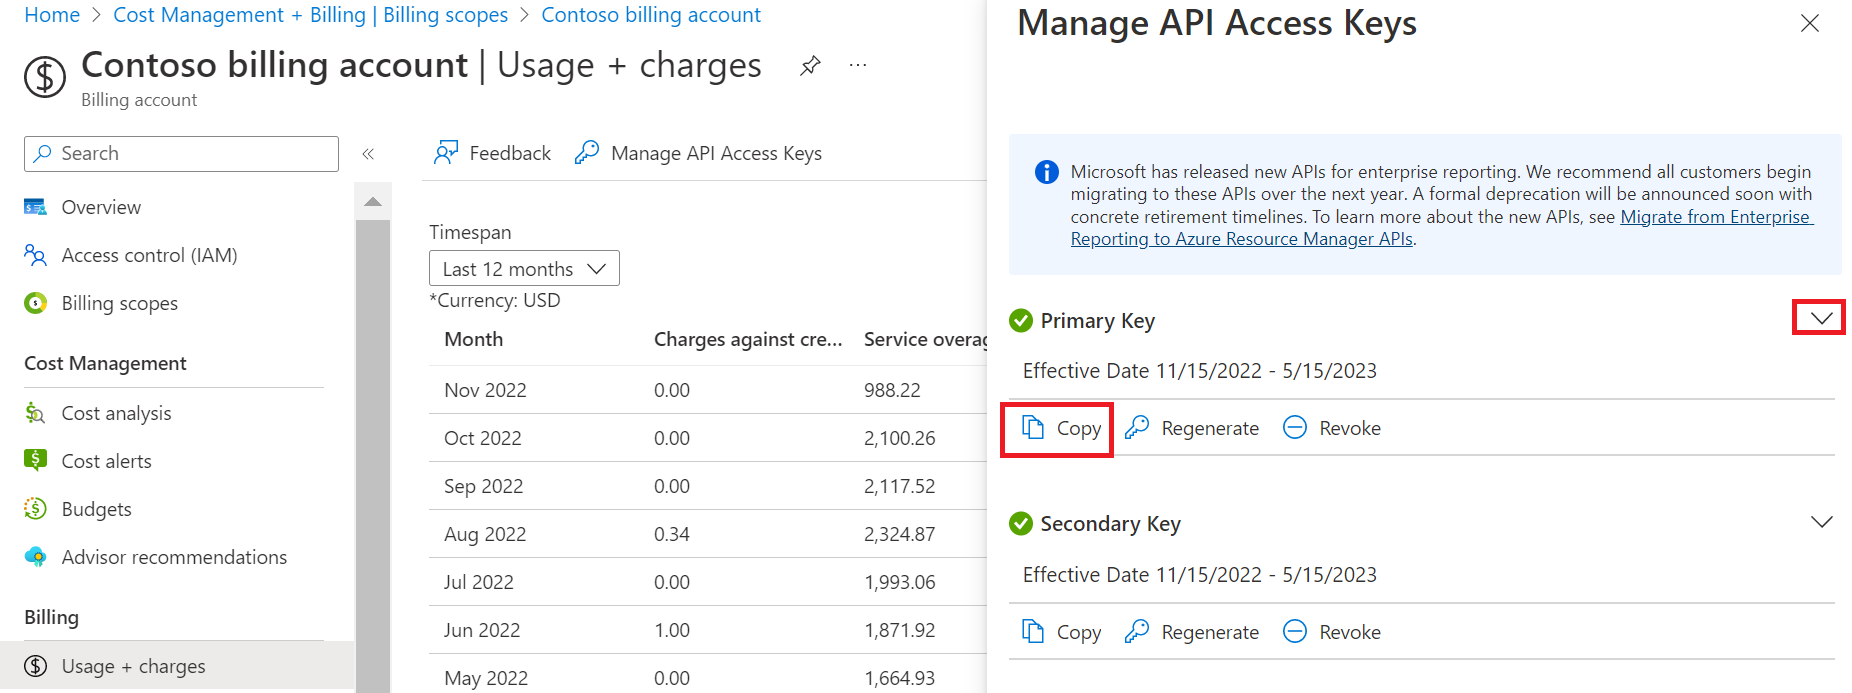 Home > Cost Management + Billing | Billing scopes > Contoso billing account
Contoso billing account | Usage + charges
Billing account
Search
«
Overview
Access control (IAM)
Billing scopes
Cost Management
Cost analysis
Cost alerts
Budgets
Advisor recommendations
Billing
Usage + charges
Feedback
Manage API Access Keys
Timespan
Last 12 months
*Currency: USD
Month Charges against cre... Service overag
Nov 2022 0.00 988.22
Oct 2022 0.00 2,100.26
Sep 2022 0.00 2,117.52
Aug 2022 0.34 2,324.87
Jul 2022 0.00 1,993.06
Jun 2022 1.00 1,871.92
May 2022 0.00 1,664.93
Manage API Access Keys
Microsoft has released new APIs for enterprise reporting. We recommend all customers begin
migrating to these APIs over the next year. A formal deprecation will be announced soon with
concrete retirement timelines. To learn more about the new APIs, see Migrate from Enterprise
Reporting to Azure Resource Manager APIs.
Primary Key
Effective Date 11/15/2022 - 5/15/2023
Copy Regenerate Revoke
Secondary Key
Effective Date 11/15/2022 - 5/15/2023
Copy Regenerate Revoke